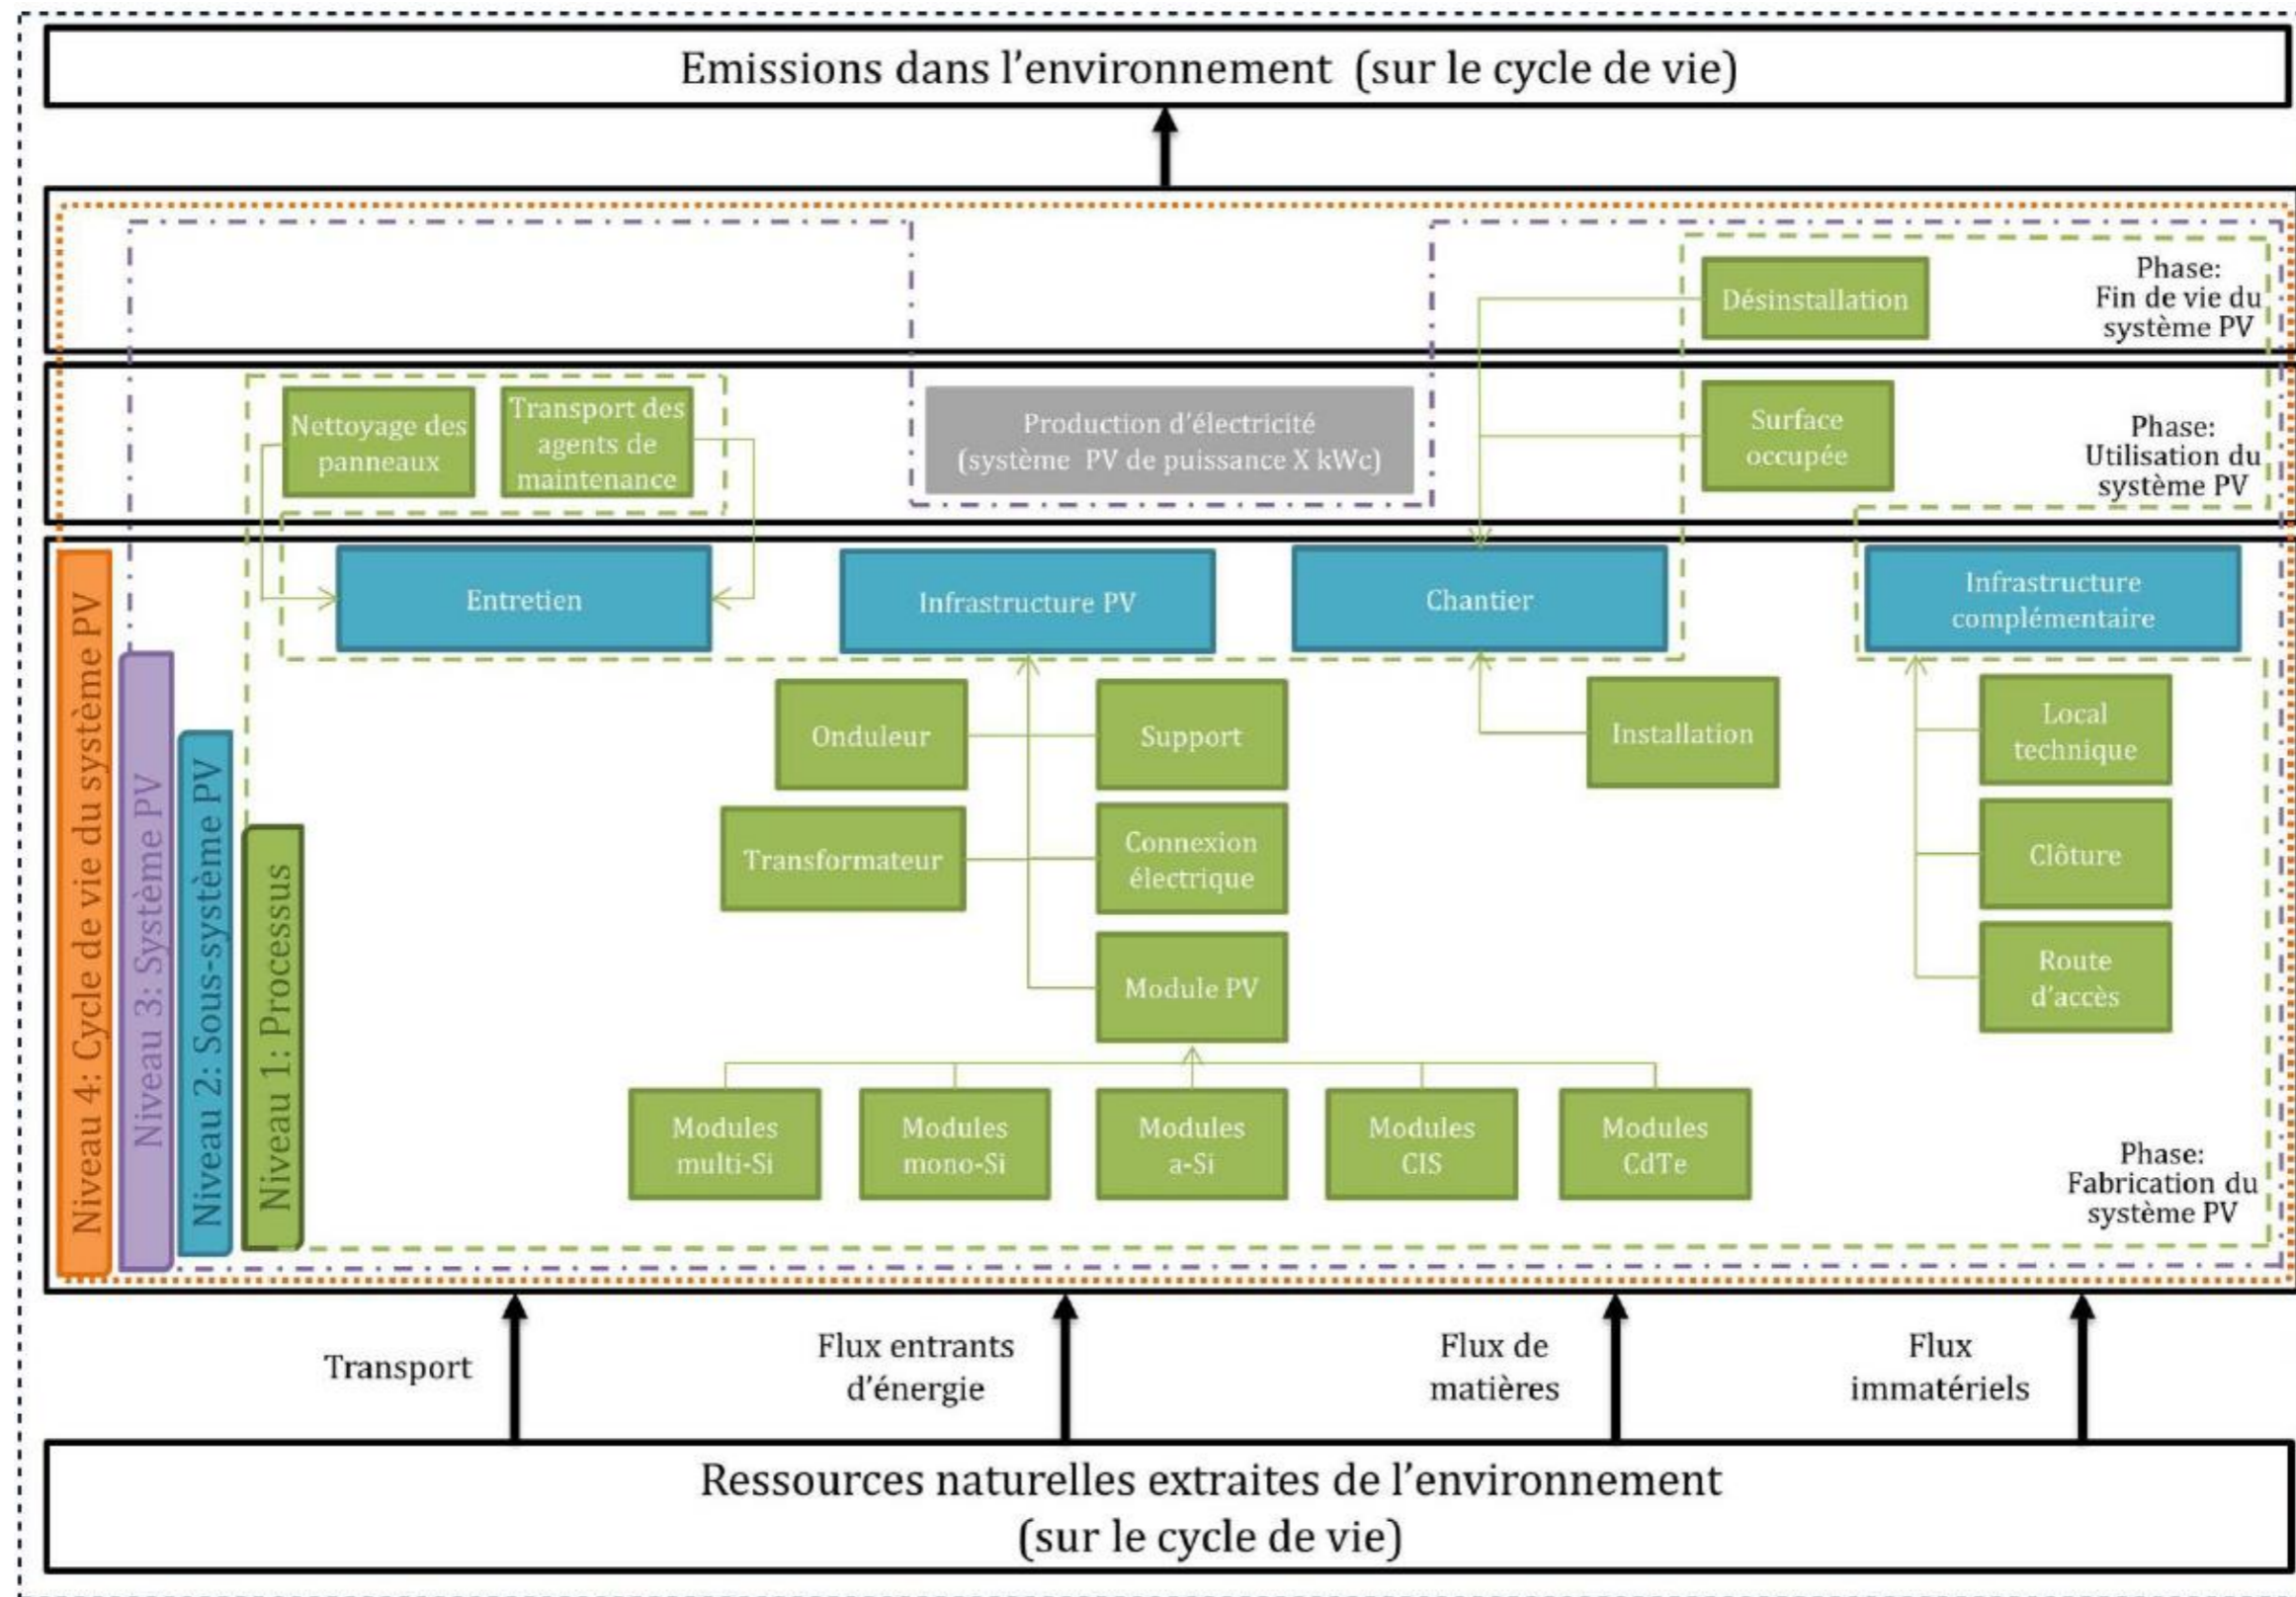 Emissions dans l'environnement (sur le cycle de vie)
Désinstallation
Phase:
Fin de vie du
système PV
Nettoyage des
panneaux
Transport des
agents de
maintenance
Production d'électricité
(système PV de puissance X kWc)
Surface
occupée
Phase:
Utilisation du
système PV
Niveau 4: Cycle de vie du système PV
Niveau 3: Système PV
Niveau 2: Sous-système PV
Niveau 1: Processus
Entretien
Infrastructure PV
Chantier
Infrastructure
complémentaire
Onduleur
Support
Installation
Local
technique
Transformateur
Connexion
électrique
Clôture
Module PV
Route
d'accès
Modules
multi-Si
Modules
mono-Si
Modules
a-Si
Modules
CIS
Modules
CdTe
Phase:
Fabrication du
système PV
Transport
Flux entrants
d'énergie
Flux de
matières
Flux
immatériels
Ressources naturelles extraites de l'environnement
(sur le cycle de vie)